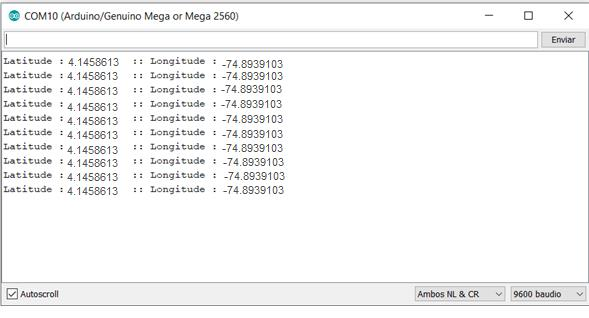 COM10 (Arduino/Genuino Mega or Mega 2560)
Enviar
Latitude : 4.1458613 :: Longitude : -74.8939103
Latitude : 4.1458613 :: Longitude : -74.8939103
Latitude : 4.1458613 :: Longitude : -74.8939103
Latitude : 4.1458613 :: Longitude : -74.8939103
Latitude : 4.1458613 :: Longitude : -74.8939103
Latitude : 4.1458613 :: Longitude : -74.8939103
Latitude : 4.1458613 :: Longitude : -74.8939103
Latitude : 4.1458613 :: Longitude : -74.8939103
Latitude : 4.1458613 :: Longitude : -74.8939103
Latitude : 4.1458613 :: Longitude : -74.8939103
Autoscroll Ambos NL & CR 9600 baudio